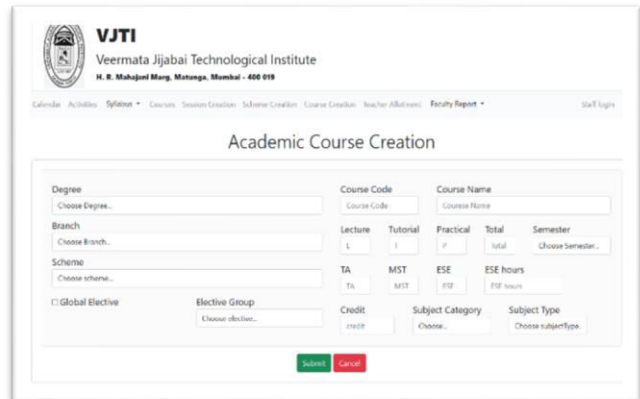 VJTI
Veermata Jijabai Technological Institute
H. R. Mahajani Marg, Matunga, Mumbai - 400 019
Calendar Activities Syllabus Courses Session Creation Scheme Creation Course Creation Teacher Allotment Faculty Report Staff login
Academic Course Creation
Degree
Choose Degree...
Branch
Choose Branch...
Scheme
Choose scheme...
Global Elective
Elective Group
Choose elective...
Course Code Course Name
Course Code Course Name
Lecture Tutorial Practical Total Semester
L T P Total Choose Semester...
TA MST ESE ESE hours
TA MST ESE ESE hours
Credit Subject Category Subject Type
credit Choose... Choose subjectType.
Submit Cancel